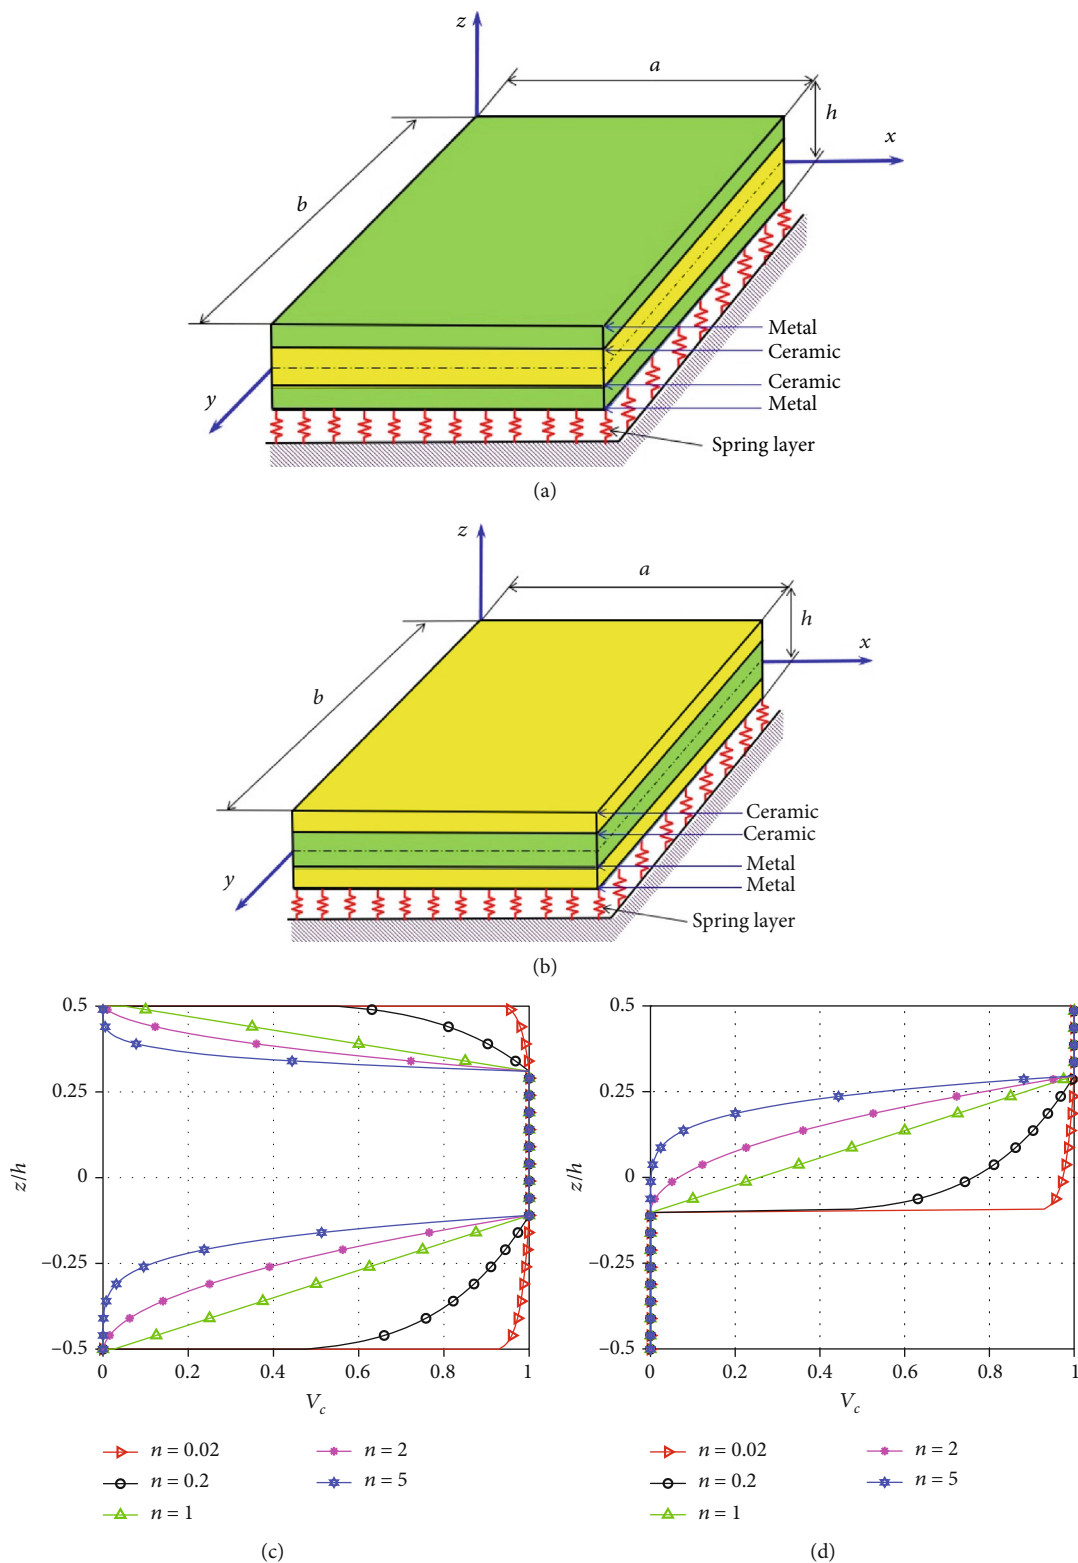 z
a
h
x
b
y
Metal
Ceramic
Ceramic
Metal
Spring layer
(a)
z
a
h
x
b
y
Ceramic
Ceramic
Metal
Metal
Spring layer
(b)
0.5
0.25
0
−0.25
−0.5
z/h
0 0.2 0.4 0.6 0.8 1
Vc
n = 0.02
n = 0.2
n = 1
n = 2
n = 5
(c)
0.5
0.25
0
−0.25
−0.5
z/h
0 0.2 0.4 0.6 0.8 1
Vc
n = 0.02
n = 0.2
n = 1
n = 2
n = 5
(d)